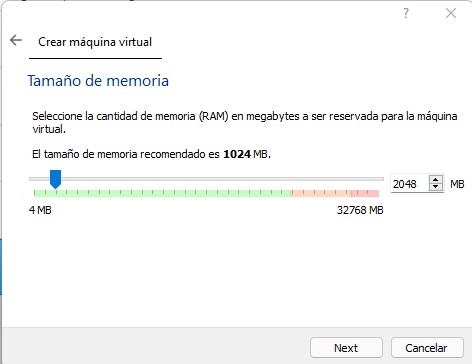 ?
Crear máquina virtual
Tamaño de memoria
Seleccione la cantidad de memoria (RAM) en megabytes a ser reservada para la máquina
virtual.
El tamaño de memoria recomendado es 1024 MB.
2048 MB
4 MB 32768 MB
Next Cancelar